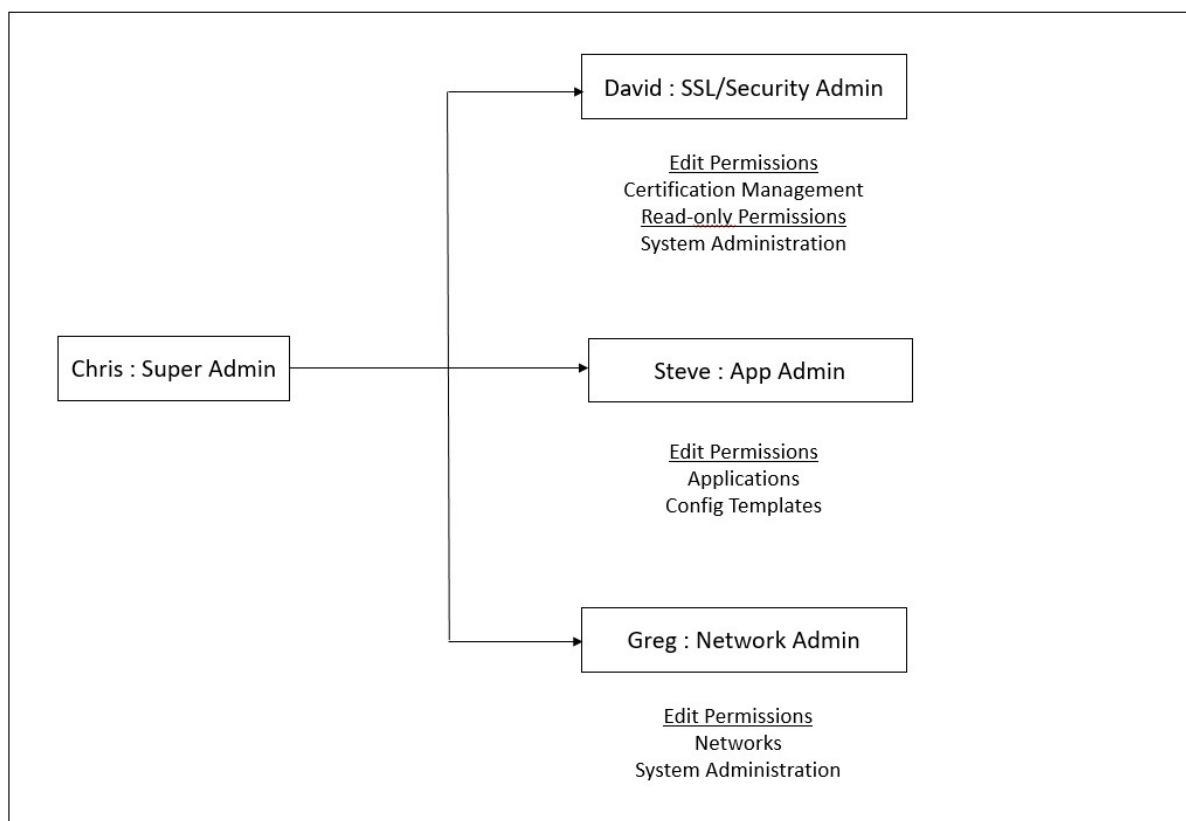 David : SSL/Security Admin
Edit Permissions
Certification Management
Read-only Permissions
System Administration
Chris : Super Admin
Steve : App Admin
Edit Permissions
Applications
Config Templates
Greg : Network Admin
Edit Permissions
Networks
System Administration